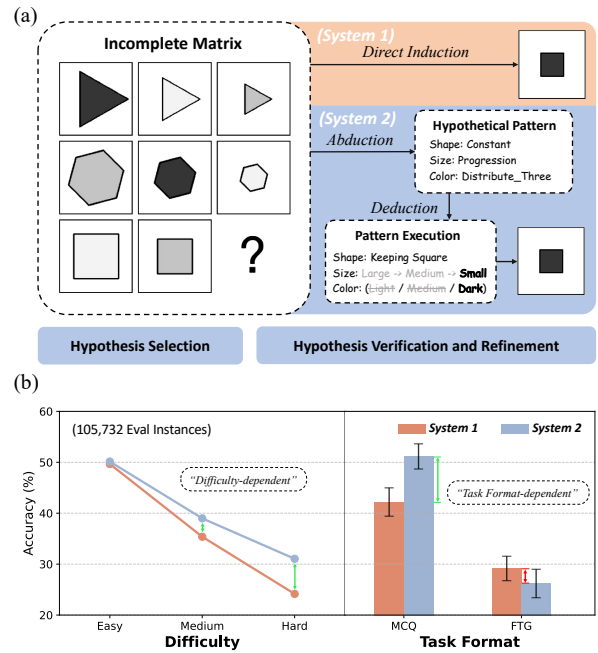 (a)
Incomplete Matrix
?
(System 1)
Direct Induction
(System 2)
Abduction
Hypothetical Pattern
Shape: Constant
Size: Progression
Color: Distribute_Three
Deduction
Pattern Execution
Shape: Keeping Square
Size: Large -> Medium -> Small
Color: (Light / Medium / Dark)
Hypothesis Selection
Hypothesis Verification and Refinement
(b)
Accuracy (%)
60
50
40
30
20
(105,732 Eval Instances)
“Difficulty-dependent”
Easy
Medium
Hard
Difficulty
System 1
System 2
“Task Format-dependent”
MCQ
FTG
Task Format